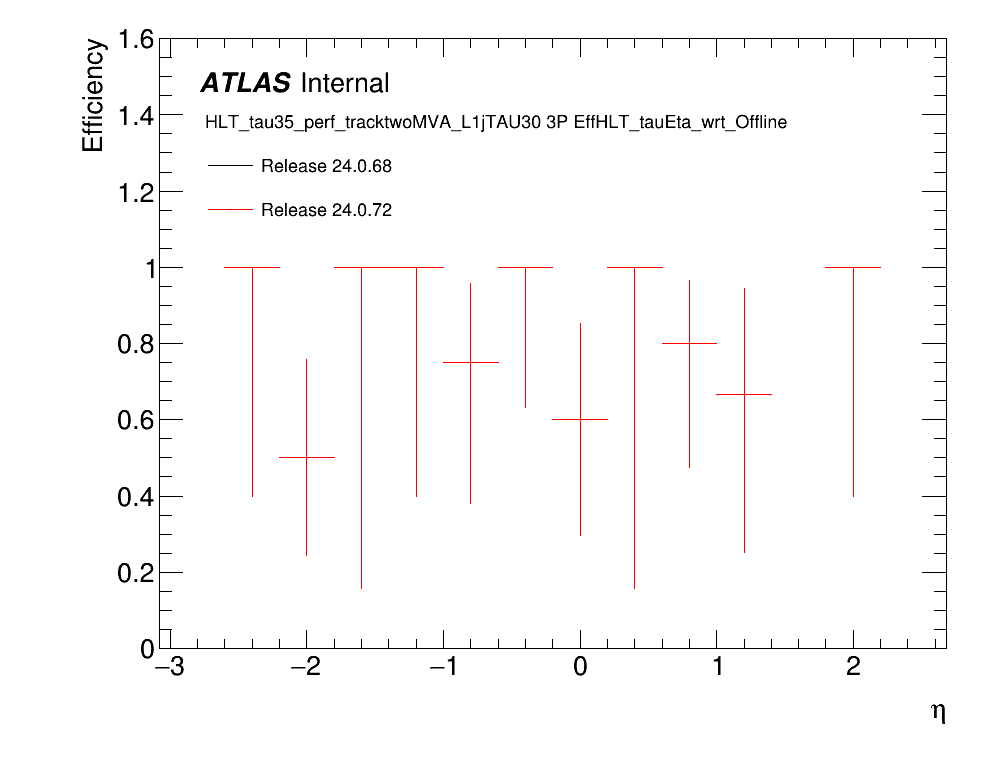 Efficiency
1.6
1.4
1.2
1
0.8
0.6
0.4
0.2
0
ATLAS Internal
HLT_tau35_perf_tracktwoMVA_L1jTAU30 3P EffHLT_tauEta_wrt_Offline
Release 24.0.68
Release 24.0.72
−3 −2 −1 0 1 2
η